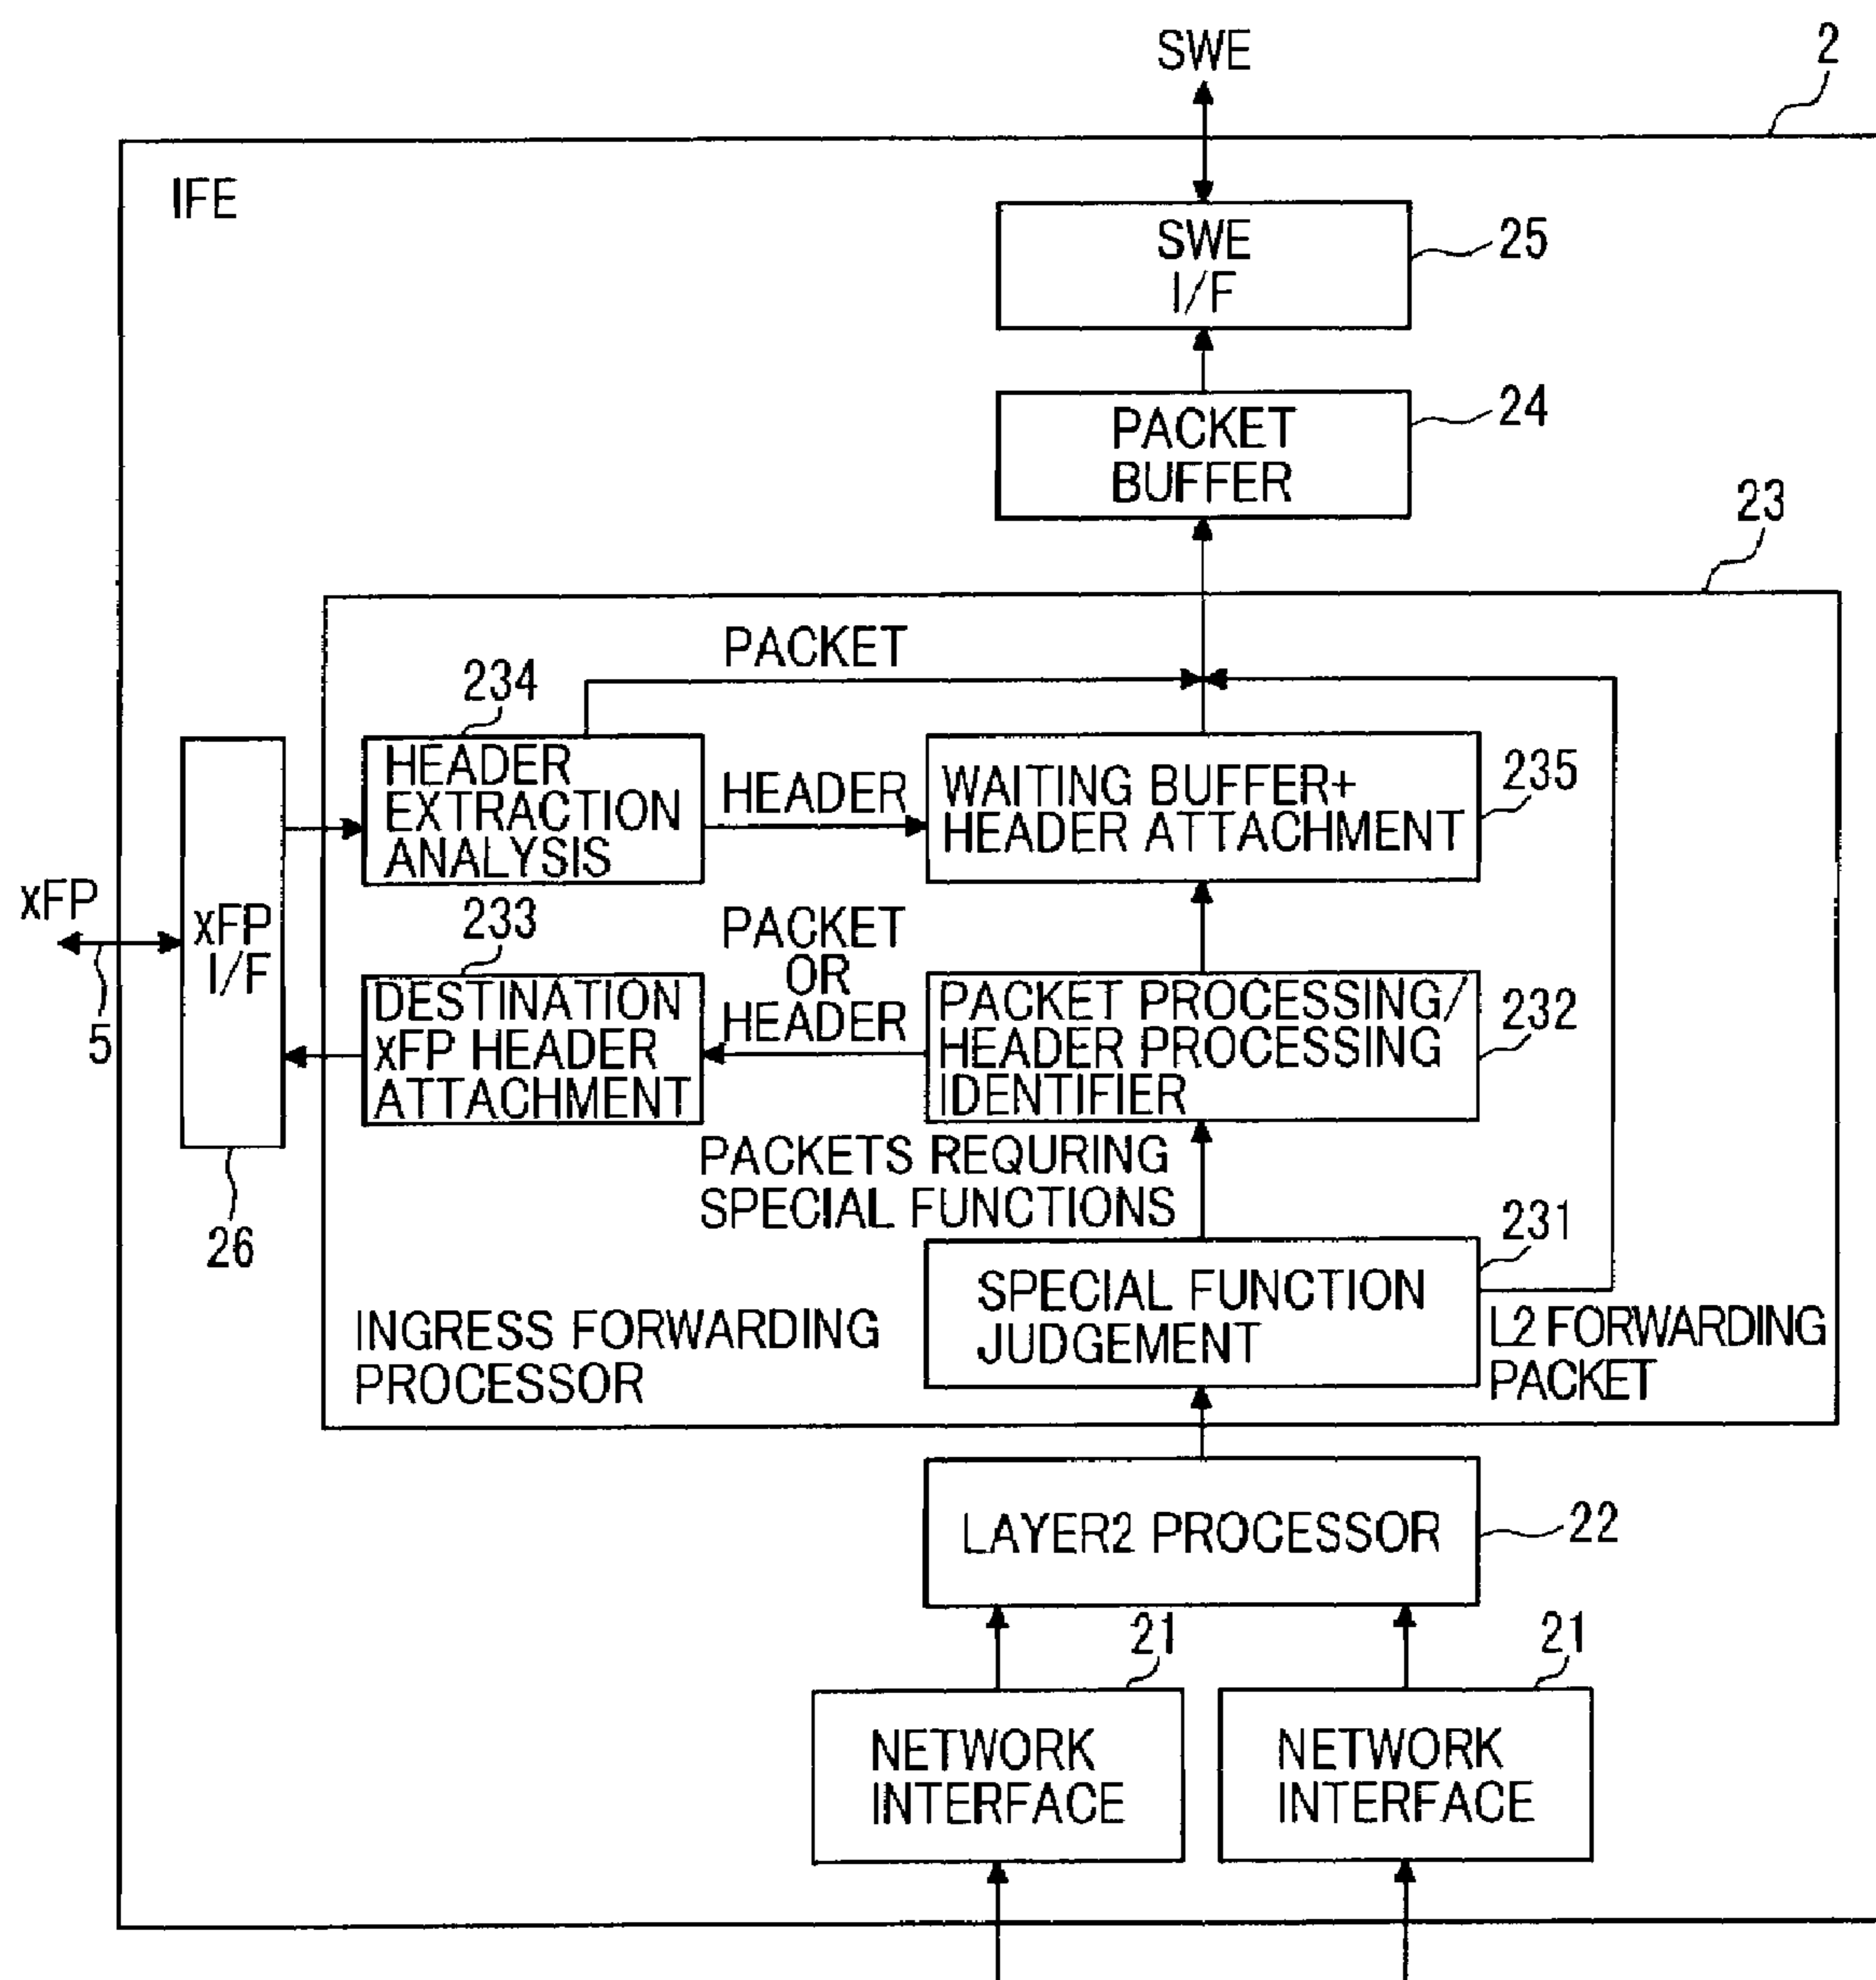 SWE
2
IFE
SWE
I/F
25
PACKET
BUFFER
24
23
PACKET
234
HEADER
EXTRACTION
ANALYSIS
HEADER
WAITING BUFFER+
HEADER ATTACHMENT
235
xFP
5
xFP
I/F
26
233
DESTINATION
xFP HEADER
ATTACHMENT
PACKET
OR
HEADER
PACKET PROCESSING/
HEADER PROCESSING
IDENTIFIER
232
PACKETS REQURING
SPECIAL FUNCTIONS
231
SPECIAL FUNCTION
JUDGEMENT
L2 FORWARDING
PACKET
INGRESS FORWARDING
PROCESSOR
LAYER2 PROCESSOR
22
21
21
NETWORK
INTERFACE
NETWORK
INTERFACE